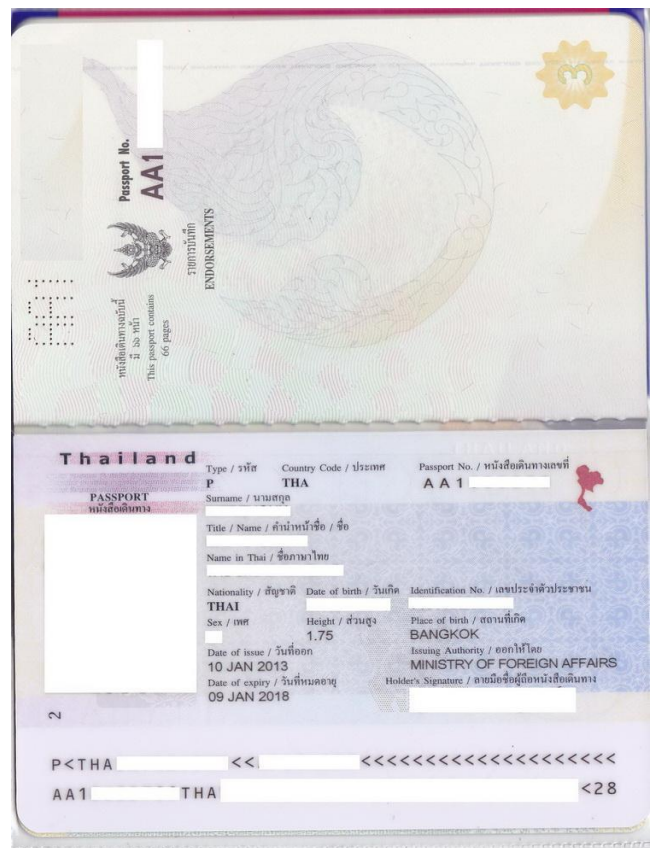 Passport No.
AA1
รายการบันทึก
ENDORSEMENTS
หนังสือเดินทางฉบับนี้
มี ๖๖ หน้า
This passport contains
66 pages
๓
Thailand
PASSPORT
หนังสือเดินทาง
Type / รหัส Country Code / ประเทศ Passport No. / หนังสือเดินทางเลขที่
P THA AA1
Surname / นามสกุล
Title / Name / คำนำหน้าชื่อ / ชื่อ
Name in Thai / ชื่อภาษาไทย
Nationality / สัญชาติ Date of birth / วันเกิด Identification No. / เลขประจำตัวประชาชน
THAI
Sex / เพศ Height / ส่วนสูง Place of birth / สถานที่เกิด
1.75 BANGKOK
Date of issue / วันที่ออก Issuing Authority / ออกให้โดย
10 JAN 2013 MINISTRY OF FOREIGN AFFAIRS
Date of expiry / วันที่หมดอายุ Holder's Signature / ลายมือชื่อผู้ถือหนังสือเดินทาง
09 JAN 2018
2
P<THA << <<<<<<<<<<<<<<<<<<<<<
AA1 THA <28